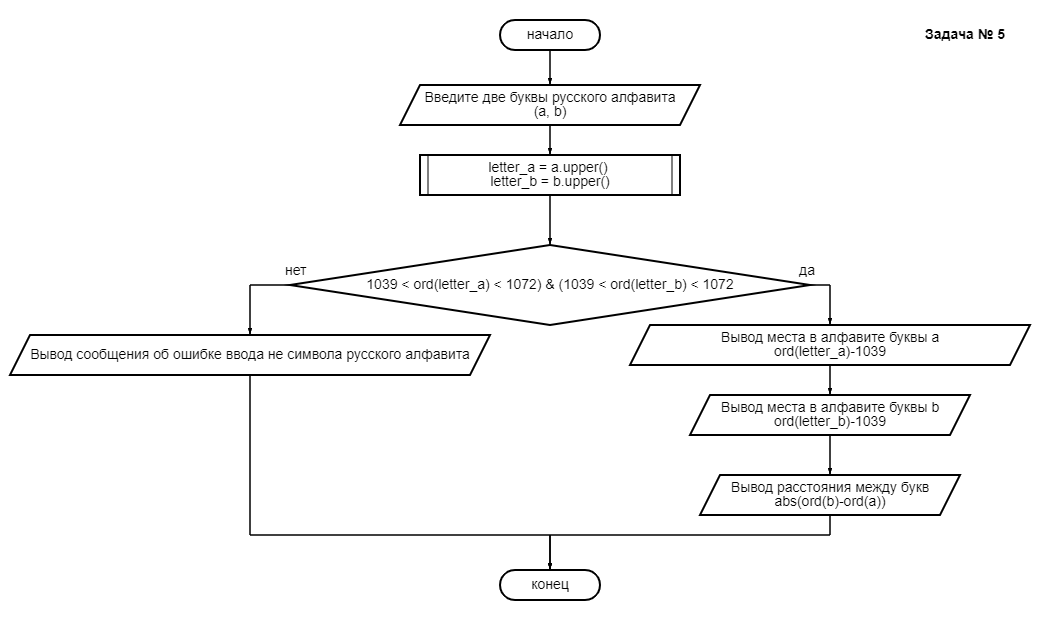 начало
Задача № 5
Введите две буквы русского алфавита
(a, b)
letter_a = a.upper()
letter_b = b.upper()
нет
да
1039 < ord(letter_a) < 1072) & (1039 < ord(letter_b) < 1072
Вывод места в алфавите буквы a
ord(letter_a)-1039
Вывод сообщения об ошибке ввода не символа русского алфавита
Вывод места в алфавите буквы b
ord(letter_b)-1039
Вывод расстояния между букв
abs(ord(b)-ord(a))
конец